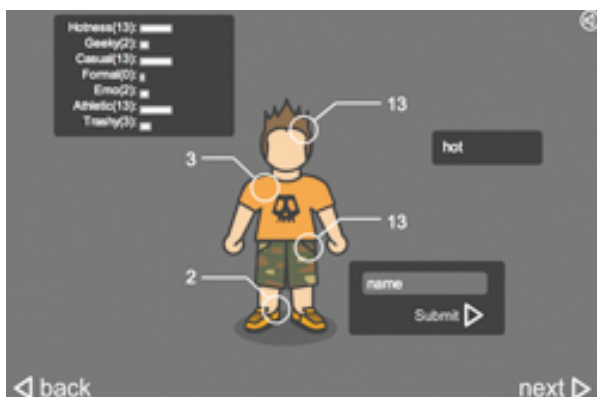 Hotness(13):
Geeky(2):
Casual(13):
Formal(0):
Emo(2):
Athletic(13):
Trashy(3):
13
hot
3
13
2
name
Submit
back
next